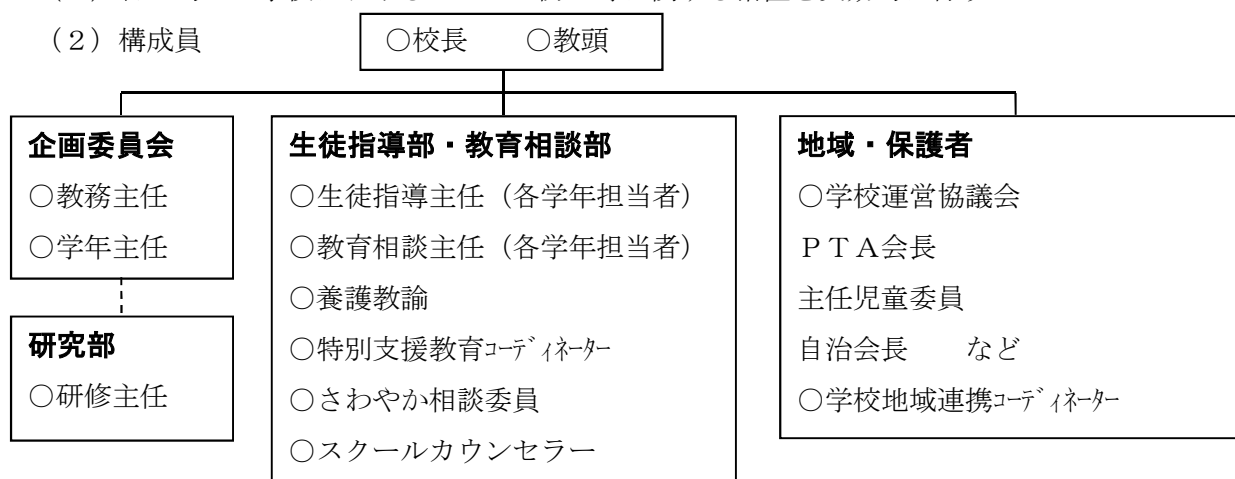 （２）構成員
○校長　　○教頭
企画委員会
○教務主任
○学年主任
研究部
○研修主任
生徒指導部・教育相談部
○生徒指導主任（各学年担当者）
○教育相談主任（各学年担当者）
○養護教諭
○特別支援教育ｺｰﾃﾞｨﾈｰﾀｰ
○さわやか相談委員
○スクールカウンセラー
地域・保護者
○学校運営協議会
ＰＴＡ会長
主任児童委員
自治会長　　など
○学校地域連携ｺｰﾃﾞｨﾈｰﾀｰ